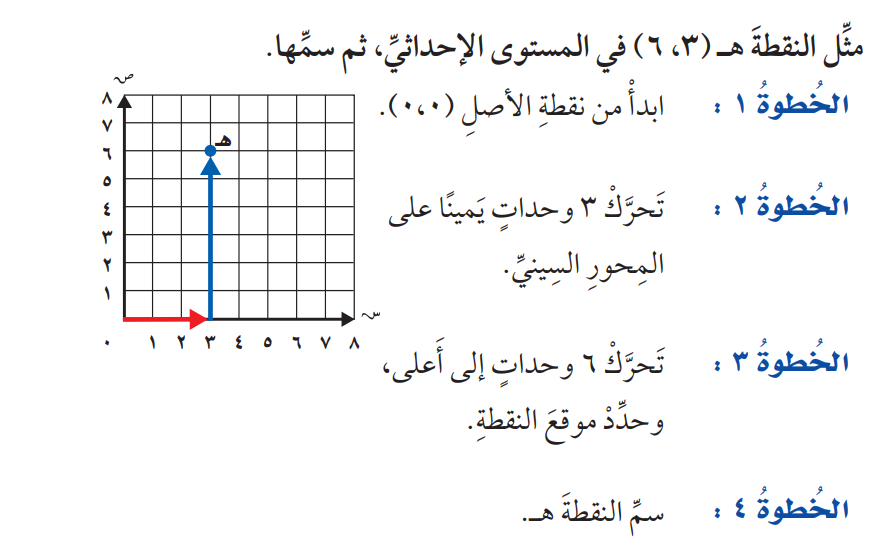 مثِّل النقطةَ هـ (٣، ٦) في المستوى الإحداثيِّ، ثم سمِّها.
الخُطوةُ ١ : ابدأْ من نقطةِ الأصلِ (٠،٠).
الخُطوةُ ٢ : تَحرَّكْ ٣ وحداتٍ يَمينًا على
المِحورِ السِينيِّ.
الخُطوةُ ٣ : تَحرَّكْ ٦ وحداتٍ إلى أَعلى،
وحدِّدْ موقعَ النقطةِ.
الخُطوةُ ٤ : سمِّ النقطةَ هـ.
ص
٨
٧
٦
٥
٤
٣
٢
١
هـ
س
٠ ١ ٢ ٣ ٤ ٥ ٦ ٧ ٨